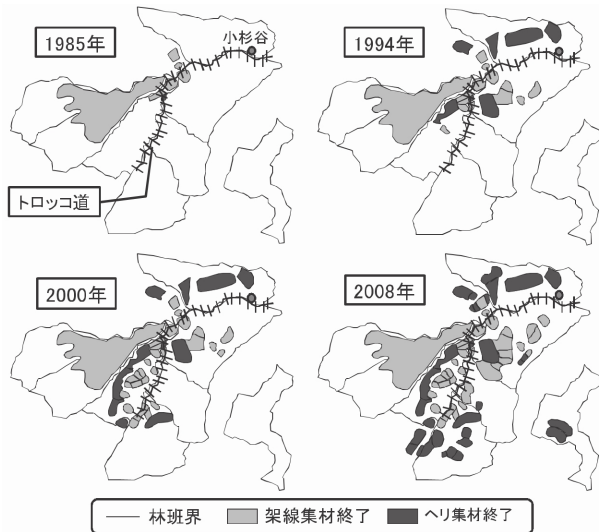 1985年
小杉谷
1994年
トロッコ道
2000年
2008年
林班界 架線集材終了 ヘリ集材終了